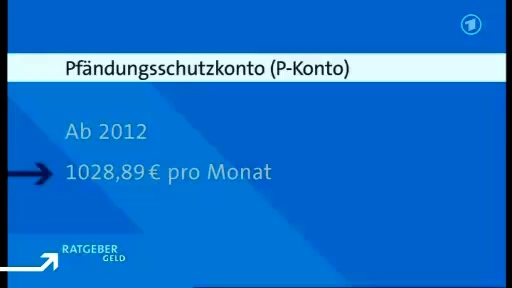 Pfändungsschutzkonto (P-Konto)
Ab 2012
1028,89 € pro Monat
RATGEBER
GELD